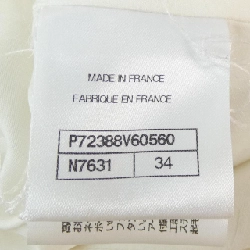 MADE IN FRANCE
FABRIQUE EN FRANCE
P72388V60560
N7631 34